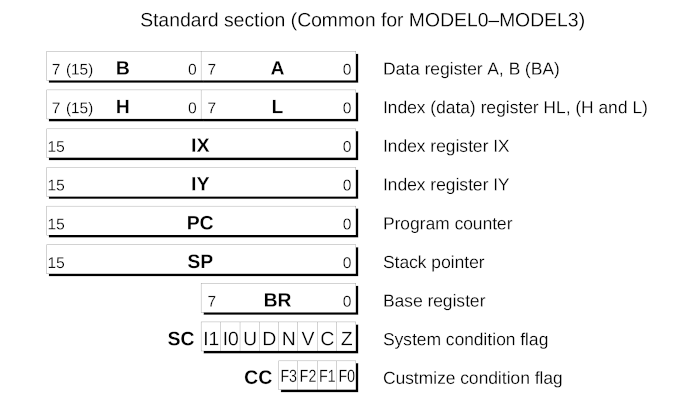 Standard section (Common for MODEL0–MODEL3)
7 (15) B 0 7 A 0 Data register A, B (BA)
7 (15) H 0 7 L 0 Index (data) register HL, (H and L)
15 IX 0 Index register IX
15 IY 0 Index register IY
15 PC 0 Program counter
15 SP 0 Stack pointer
7 BR 0 Base register
SC I1 I0 U D N V C Z System condition flag
CC F3 F2 F1 F0 Custmize condition flag